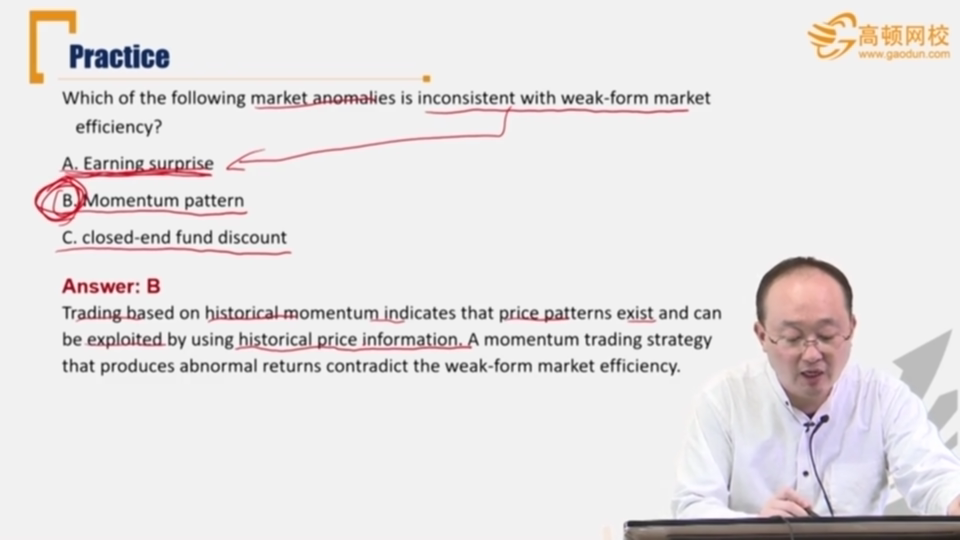 Practice
高顿网校
www.gaodun.com
Which of the following market anomalies is inconsistent with weak-form market
efficiency?
A. Earning surprise
B. Momentum pattern
C. closed-end fund discount
Answer: B
Trading based on historical momentum indicates that price patterns exist and can
be exploited by using historical price information. A momentum trading strategy
that produces abnormal returns contradict the weak-form market efficiency.